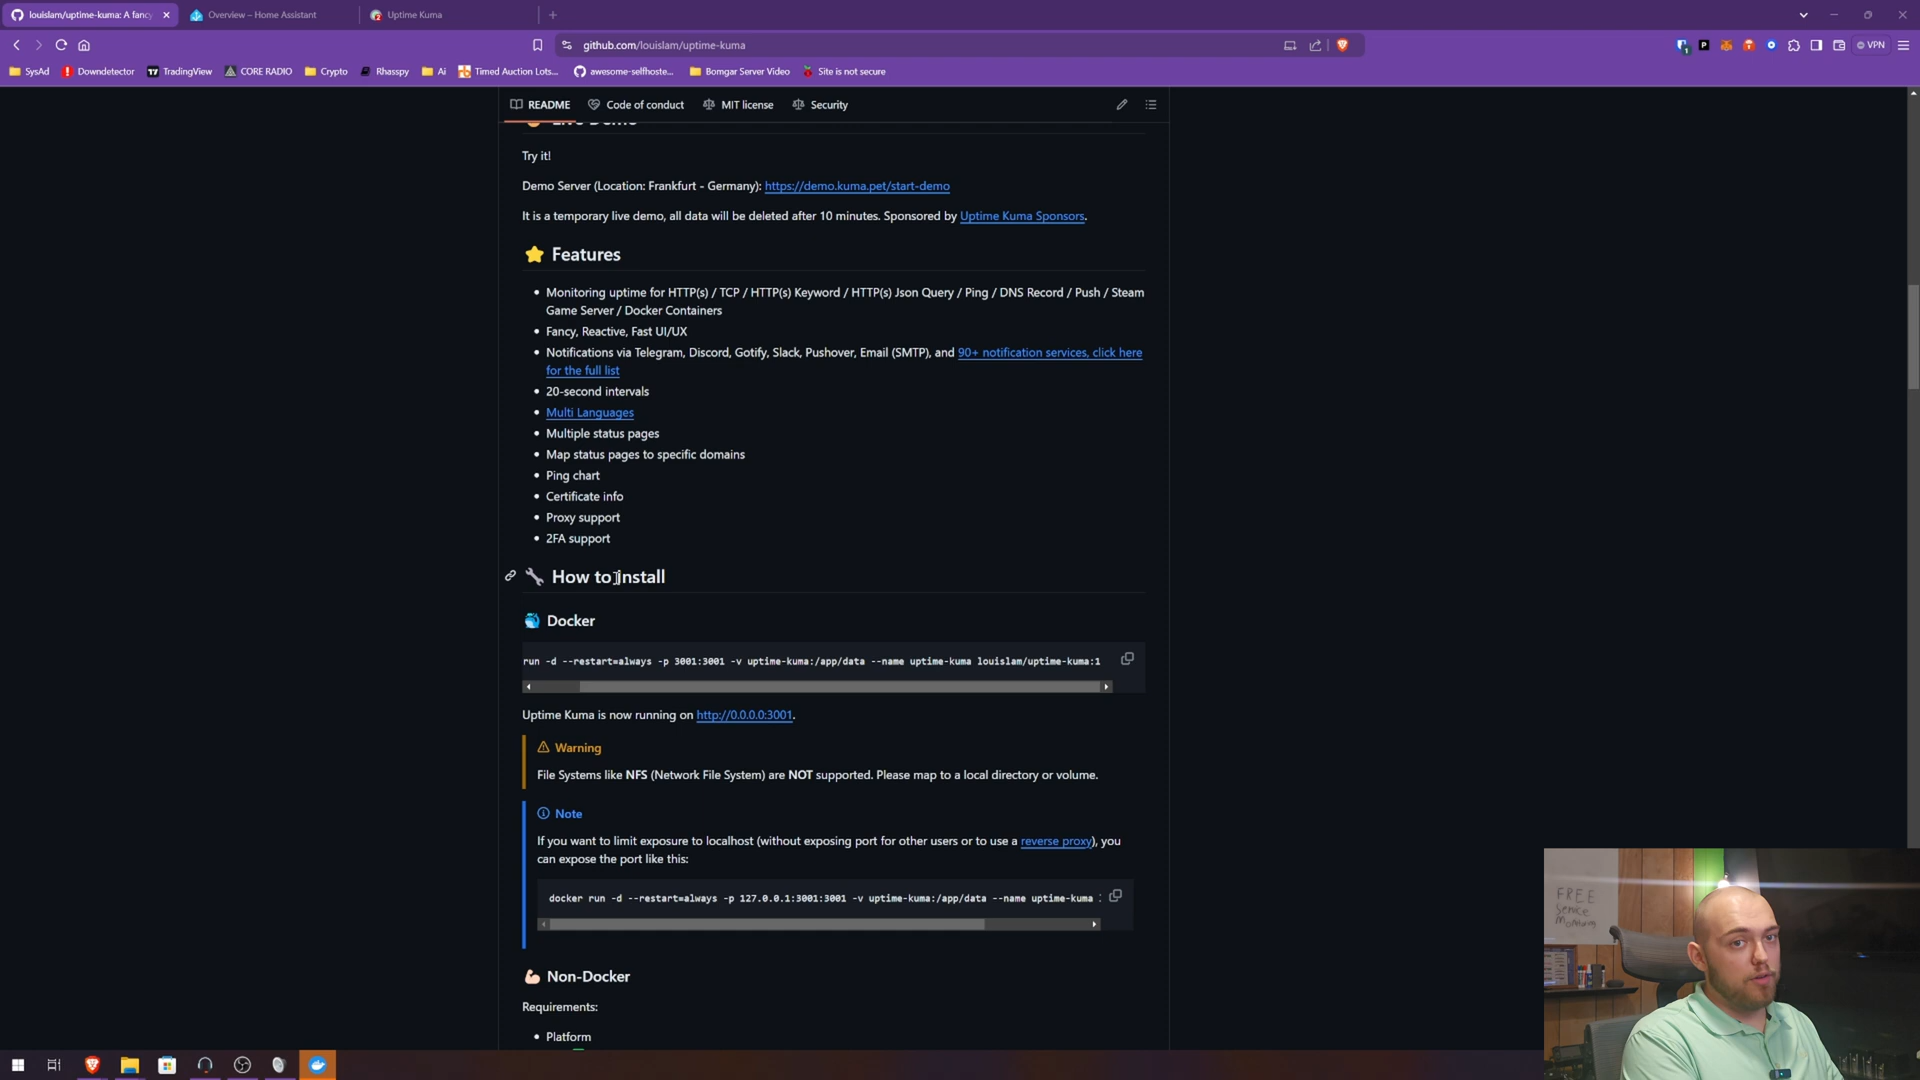 louislam/uptime-kuma: A fancy
Overview – Home Assistant
Uptime Kuma
github.com/louislam/uptime-kuma
VPN
SysAd
Downdetector
TradingView
CORE RADIO
Crypto
Rhasspy
Ai
Timed Auction Lots...
awesome-selfhoste...
Bomgar Server Video
Site is not secure
README
Code of conduct
MIT license
Security
Live Demo
Try it!
Demo Server (Location: Frankfurt - Germany): https://demo.kuma.pet/start-demo
It is a temporary live demo, all data will be deleted after 10 minutes. Sponsored by Uptime Kuma Sponsors.
Features
Monitoring uptime for HTTP(s) / TCP / HTTP(s) Keyword / HTTP(s) Json Query / Ping / DNS Record / Push / Steam
Game Server / Docker Containers
Fancy, Reactive, Fast UI/UX
Notifications via Telegram, Discord, Gotify, Slack, Pushover, Email (SMTP), and 90+ notification services, click here
for the full list
20-second intervals
Multi Languages
Multiple status pages
Map status pages to specific domains
Ping chart
Certificate info
Proxy support
2FA support
How to install
Docker
run -d --restart=always -p 3001:3001 -v uptime-kuma:/app/data --name uptime-kuma louislam/uptime-kuma:1
Uptime Kuma is now running on http://0.0.0.0:3001.
Warning
File Systems like NFS (Network File System) are NOT supported. Please map to a local directory or volume.
Note
If you want to limit exposure to localhost (without exposing port for other users or to use a reverse proxy), you
can expose the port like this:
docker run -d --restart=always -p 127.0.0.1:3001:3001 -v uptime-kuma:/app/data --name uptime-kuma
Non-Docker
Requirements:
Platform
FREE
Service
Monitoring